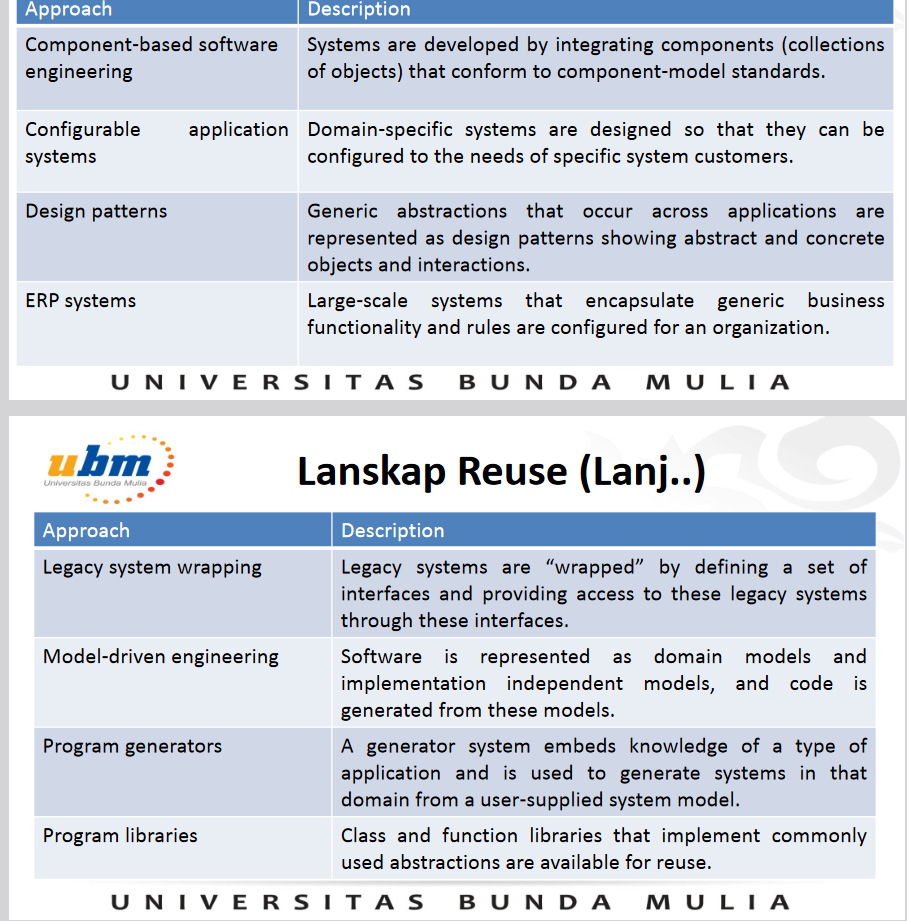 Approach
Description
Component-based software
engineering
Systems are developed by integrating components (collections
of objects) that conform to component-model standards.
Configurable application
systems
Domain-specific systems are designed so that they can be
configured to the needs of specific system customers.
Design patterns
Generic abstractions that occur across applications are
represented as design patterns showing abstract and concrete
objects and interactions.
ERP systems
Large-scale systems that encapsulate generic business
functionality and rules are configured for an organization.
UNIVERSITAS BUNDA MULIA
ubm
Universitas Bunda Mulia
Lanskap Reuse (Lanj..)
Approach
Description
Legacy system wrapping
Legacy systems are “wrapped” by defining a set of
interfaces and providing access to these legacy systems
through these interfaces.
Model-driven engineering
Software is represented as domain models and
implementation independent models, and code is
generated from these models.
Program generators
A generator system embeds knowledge of a type of
application and is used to generate systems in that
domain from a user-supplied system model.
Program libraries
Class and function libraries that implement commonly
used abstractions are available for reuse.
UNIVERSITAS BUNDA MULIA